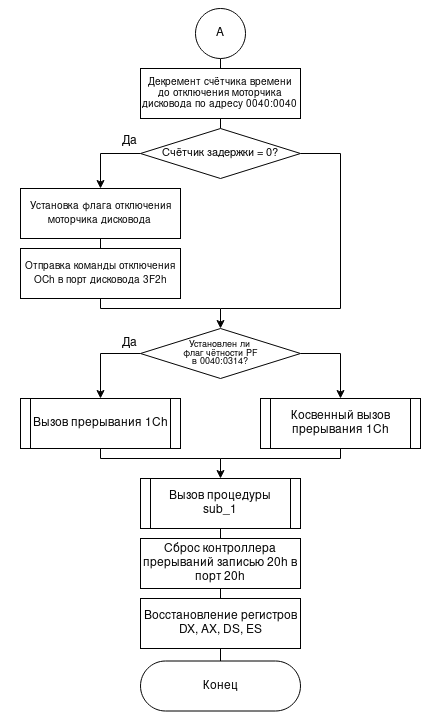 A
Декремент счётчика времени
до отключения моторчика
дисковода по адресу 0040:0040
Да
Счётчик задержки = 0?
Установка флага отключения
моторчика дисковода
Отправка команды отключения
OCh в порт дисковода 3F2h
Да
Установлен ли
флаг чётности PF
в 0040:0314?
Вызов прерывания 1Ch
Косвенный вызов
прерывания 1Ch
Вызов процедуры
sub_1
Сброс контроллера
прерываний записью 20h в
порт 20h
Восстановление регистров
DX, AX, DS, ES
Конец